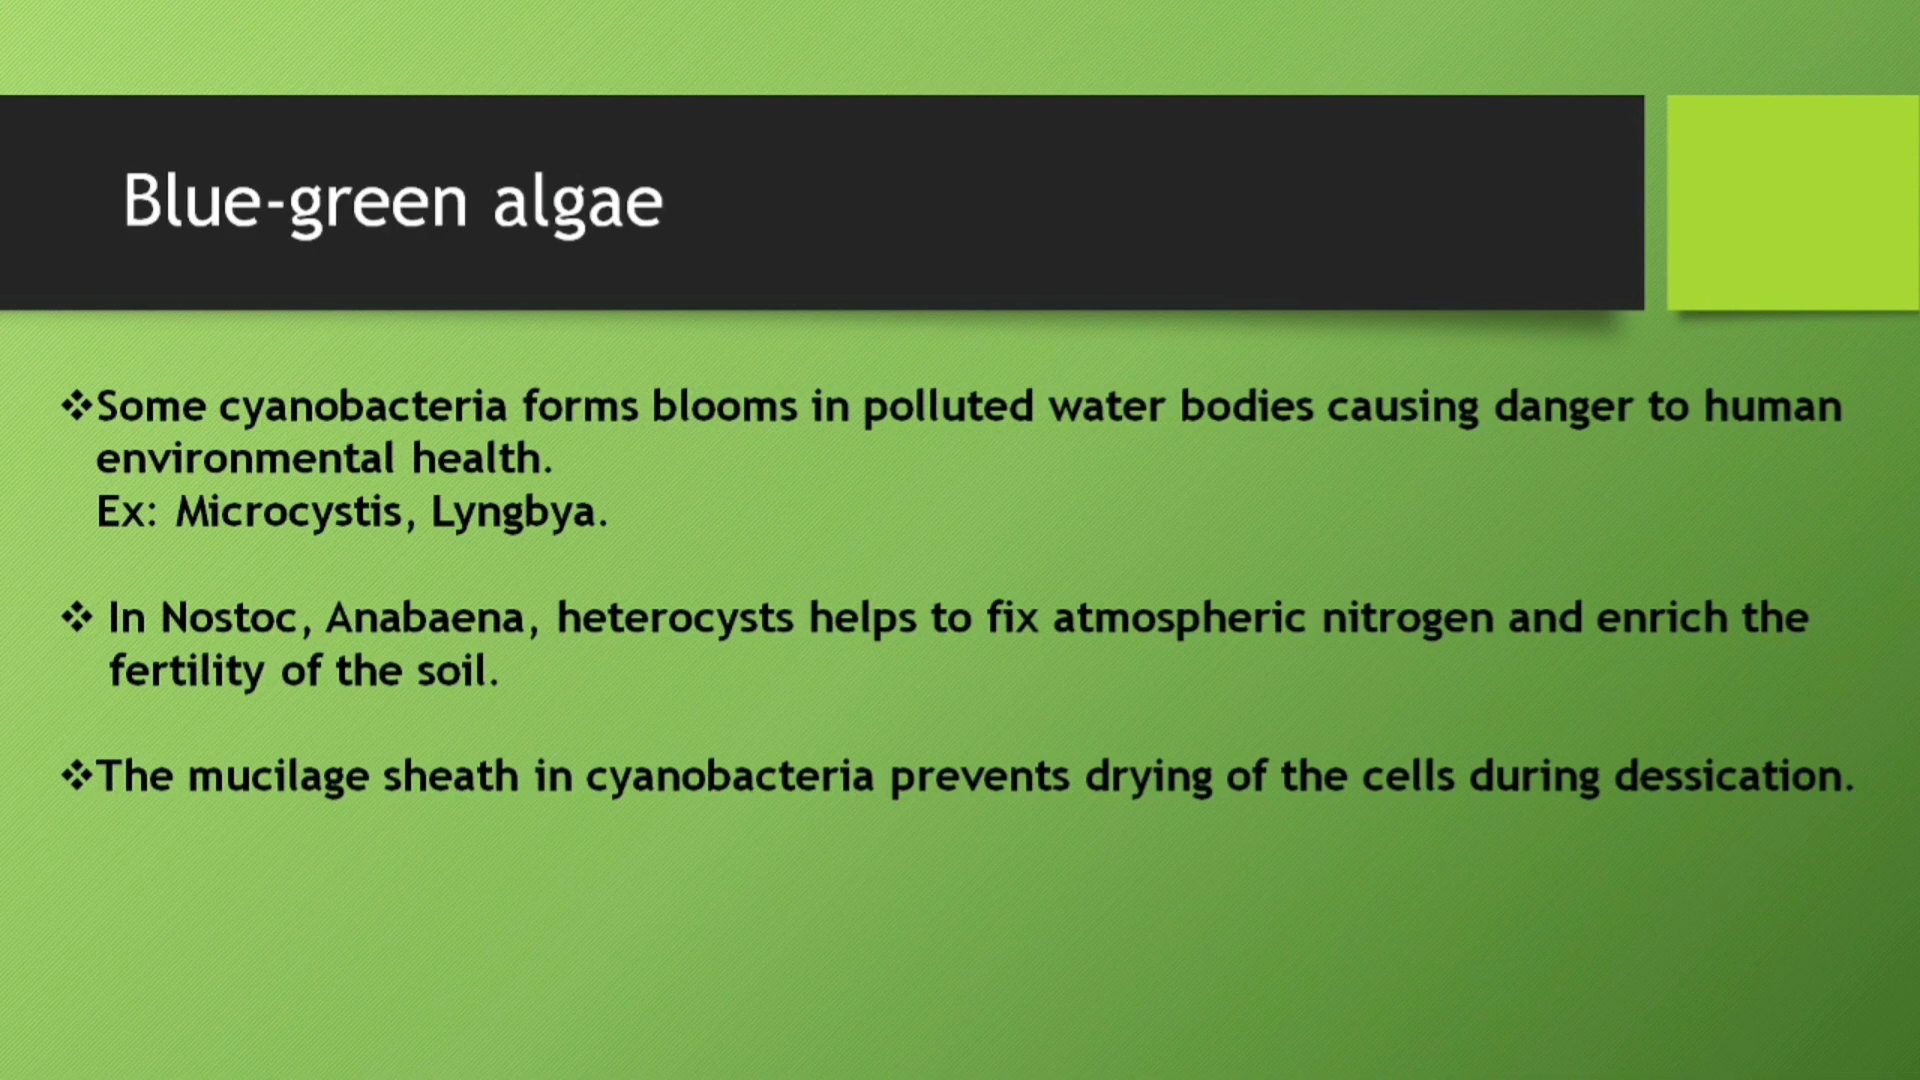 Blue-green algae
❖Some cyanobacteria forms blooms in polluted water bodies causing danger to human
environmental health.
Ex: Microcystis, Lyngbya.
❖ In Nostoc, Anabaena, heterocysts helps to fix atmospheric nitrogen and enrich the
fertility of the soil.
❖The mucilage sheath in cyanobacteria prevents drying of the cells during dessication.